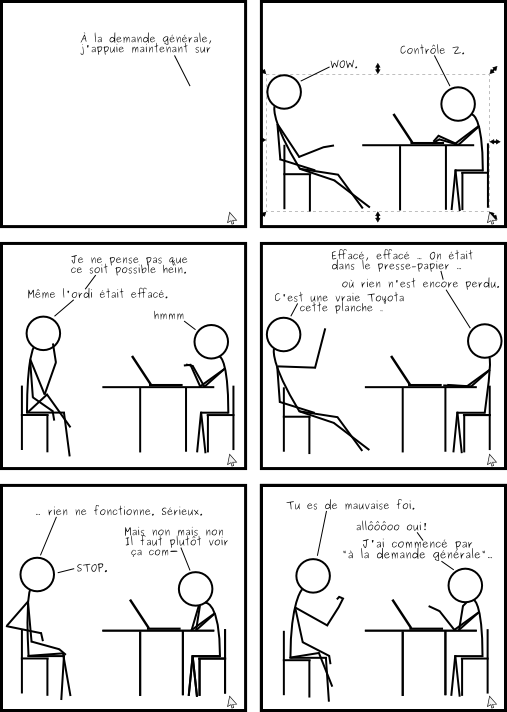 À la demande générale,
j'appuie maintenant sur
WOW.
Contrôle Z.
Je ne pense pas que
ce soit possible hein.
Même l'ordi était effacé.
hmmm
Effacé, effacé .. On était
dans le presse-papier ..
où rien n'est encore perdu.
C'est une vraie Toyota
cette planche .
.. rien ne fonctionne. Sérieux.
Mais non mais non
Il faut plutôt voir
ça com—
STOP.
Tu es de mauvaise foi.
allôôôoo oui!
J'ai commencé par
"à la demande générale"..